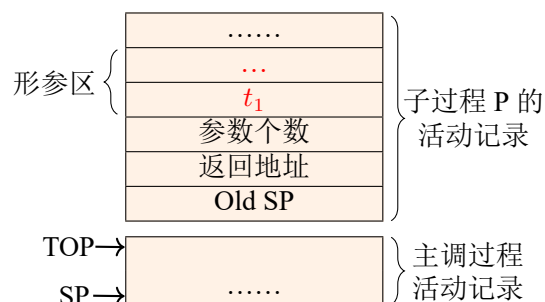 ……
…
形参区
t₁
参数个数
子过程 P 的
活动记录
返回地址
Old SP
TOP→
主调过程
SP→
……
活动记录